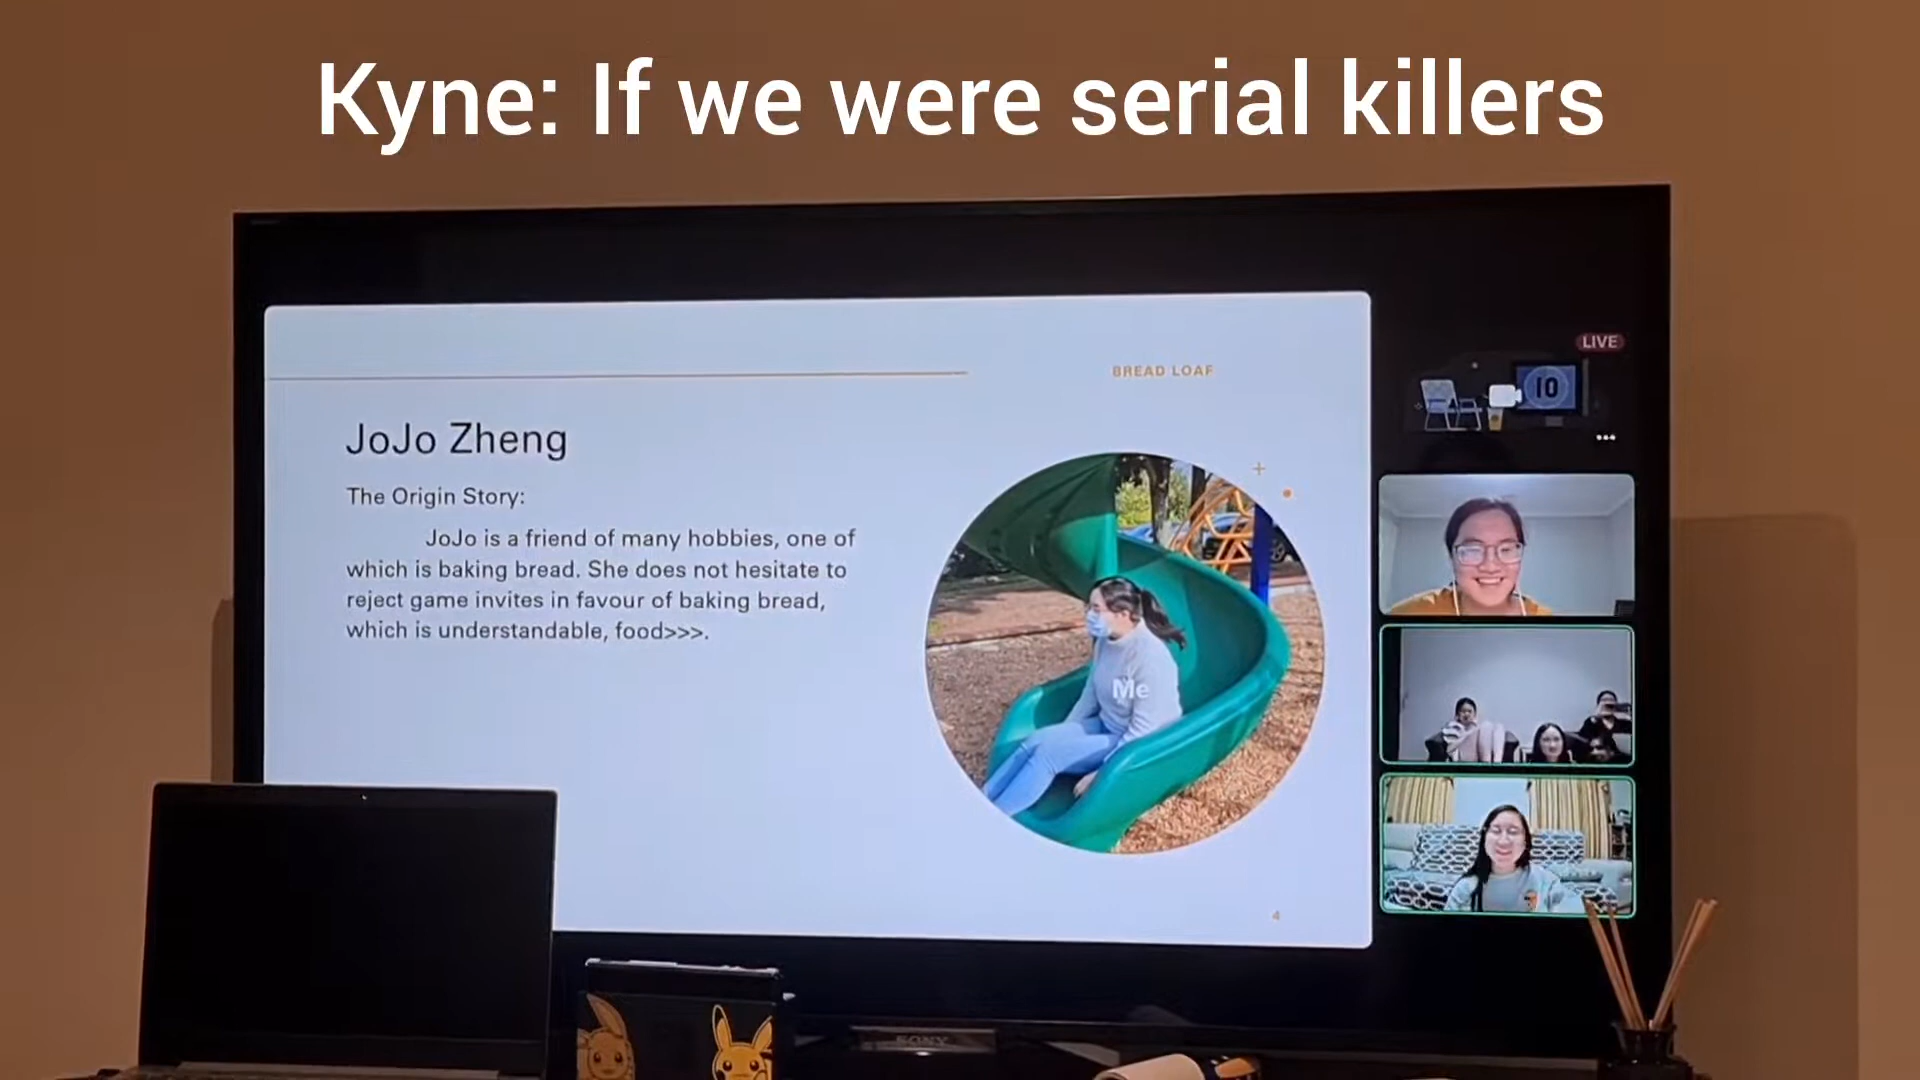 Kyne: If we were serial killers
LIVE
BREAD LOAF
10
JoJo Zheng
The Origin Story:
JoJo is a friend of many hobbies, one of
which is baking bread. She does not hesitate to
reject game invites in favour of baking bread,
which is understandable, food>>>.
Me
4
SONY